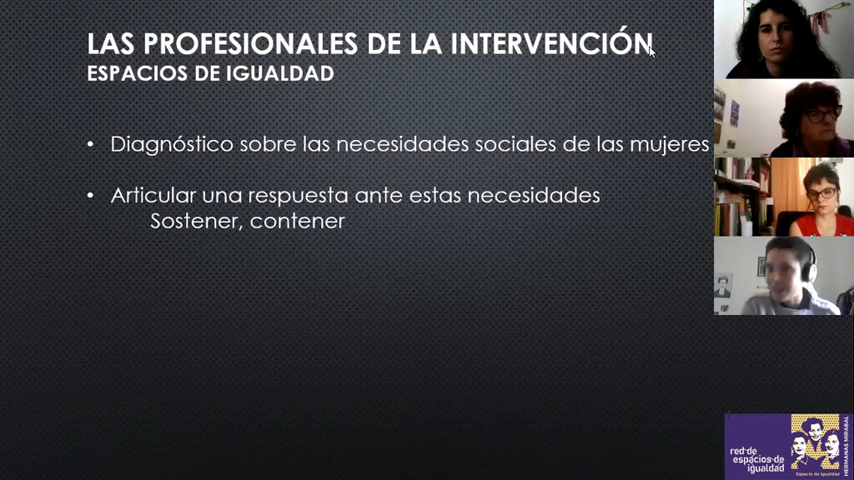 LAS PROFESIONALES DE LA INTERVENCIÓN
ESPACIOS DE IGUALDAD
• Diagnóstico sobre las necesidades sociales de las mujeres
• Articular una respuesta ante estas necesidades
Sostener, contener
red de
espacios de
igualdad
Espacio de Igualdad
HERMANAS MIRABAL